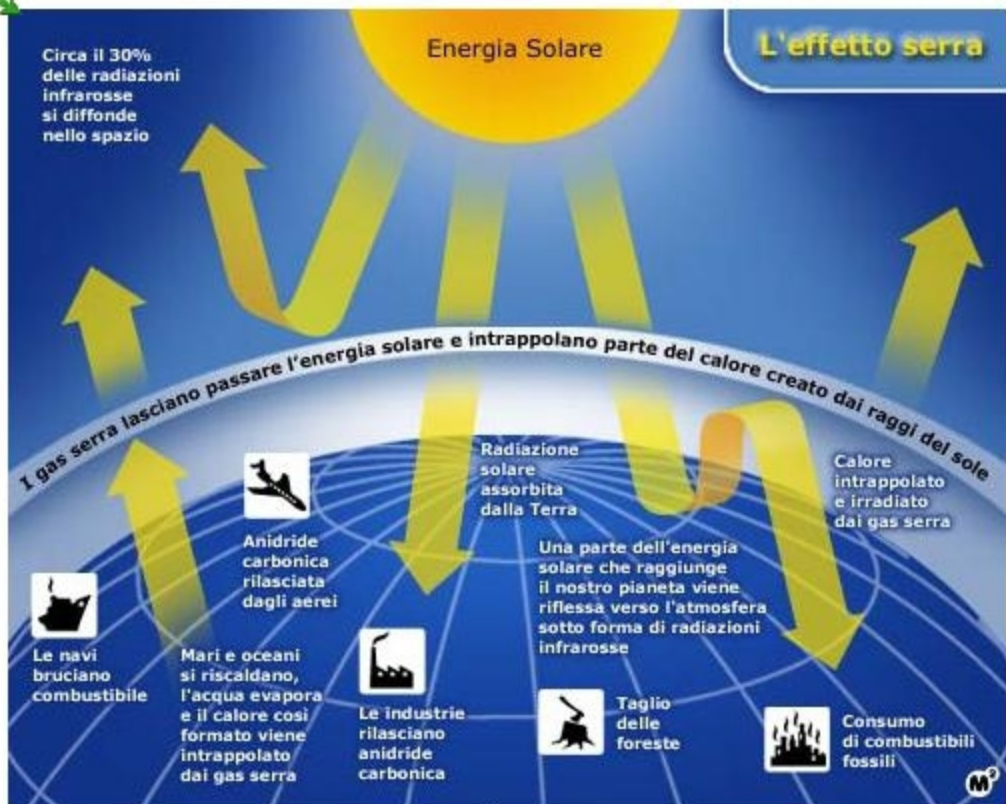 Energia Solare
L'effetto serra
Circa il 30%
delle radiazioni
infrarosse
si diffonde
nello spazio
I gas serra lasciano passare l'energia solare e intrappolano parte del calore creato dai raggi del sole
Radiazione
solare
assorbita
dalla Terra
Calore
intrappolato
e irradiato
dai gas serra
Anidride
carbonica
rilasciata
dagli aerei
Una parte dell'energia
solare che raggiunge
il nostro pianeta viene
riflessa verso l'atmosfera
sotto forma di radiazioni
infrarosse
Le navi
bruciano
combustibile
Mari e oceani
si riscaldano,
l'acqua evapora
e il calore cosi
formato viene
intrappolato
dai gas serra
Le industrie
rilasciano
anidride
carbonica
Taglio
delle
foreste
Consumo
di combustibili
fossili